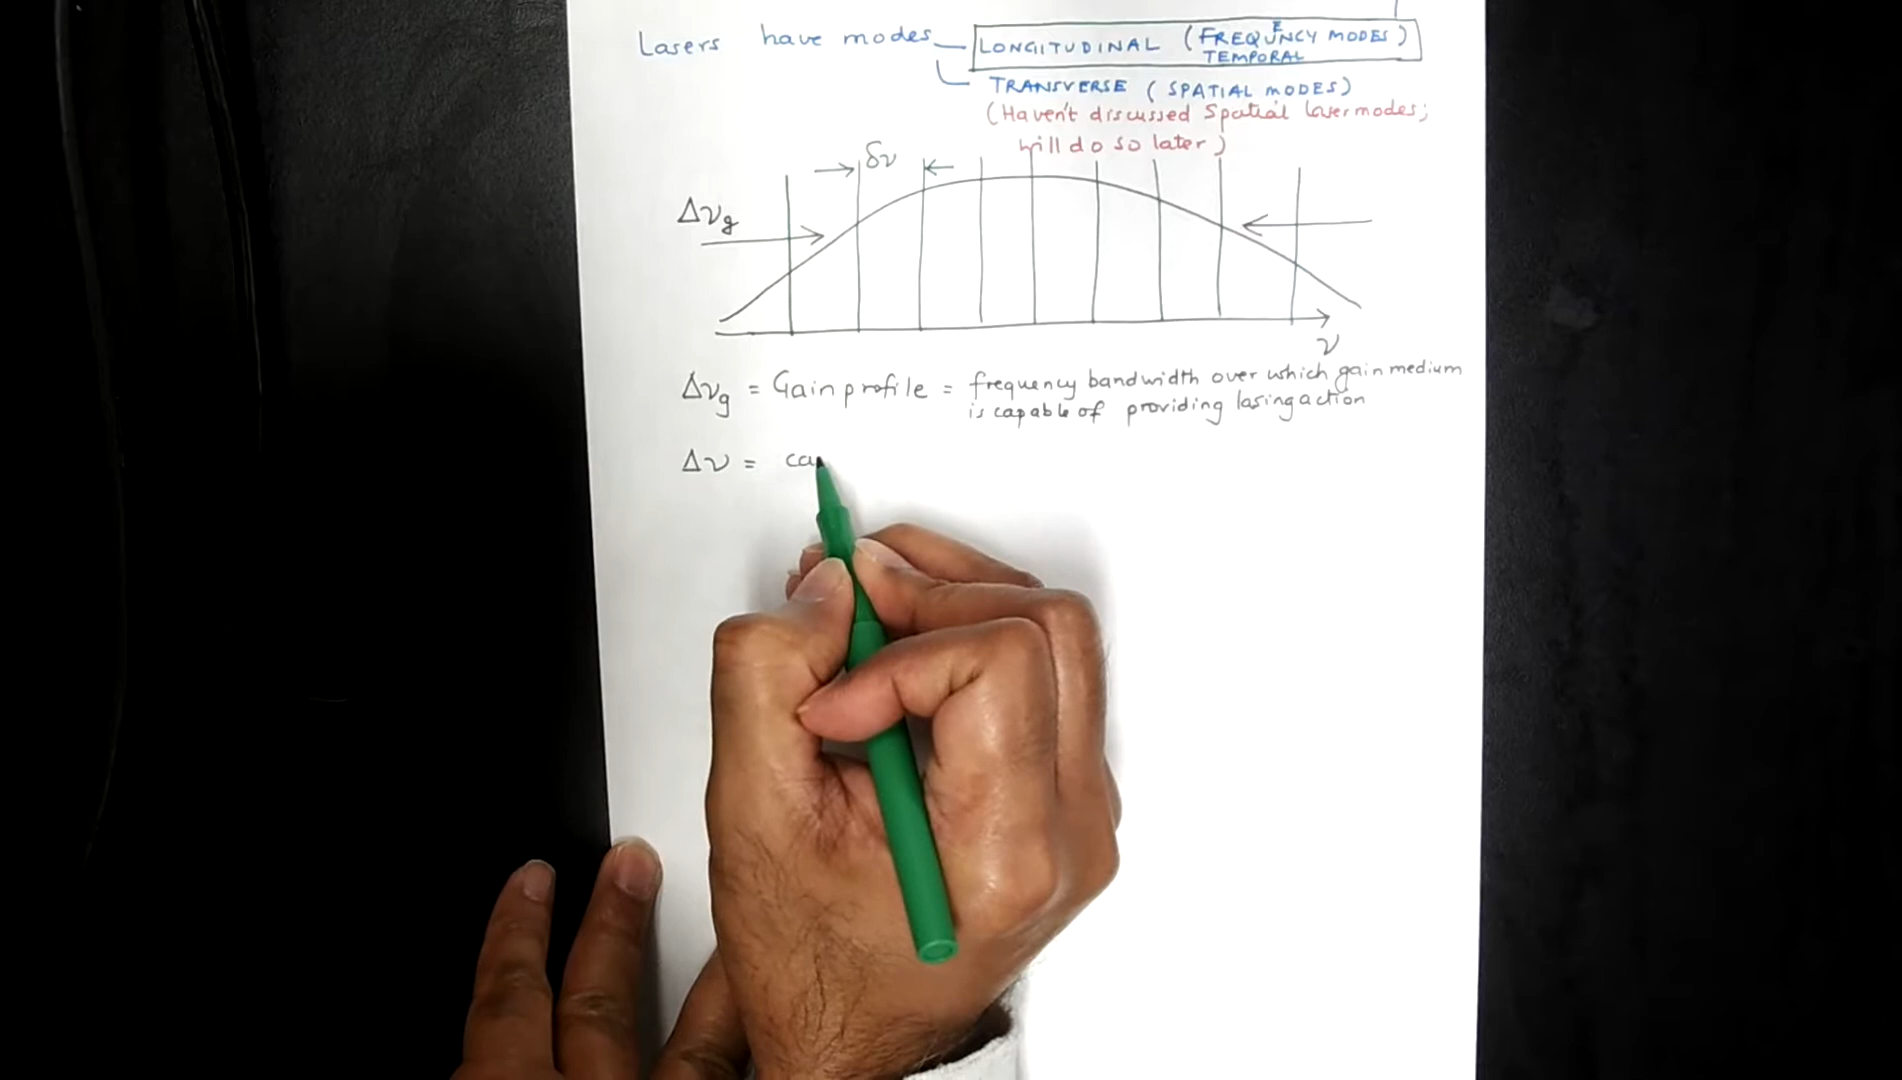 Lasers have modes LONGITUDINAL (FREQUENCY MODES)
TEMPORAL
TRANSVERSE (SPATIAL MODES)
(Haven't discussed Spatial laser modes;
will do so later)
δν
Δνg
ν
Δνg = Gain profile = frequency bandwidth over which gain medium
is capable of providing lasing action
Δν = ca